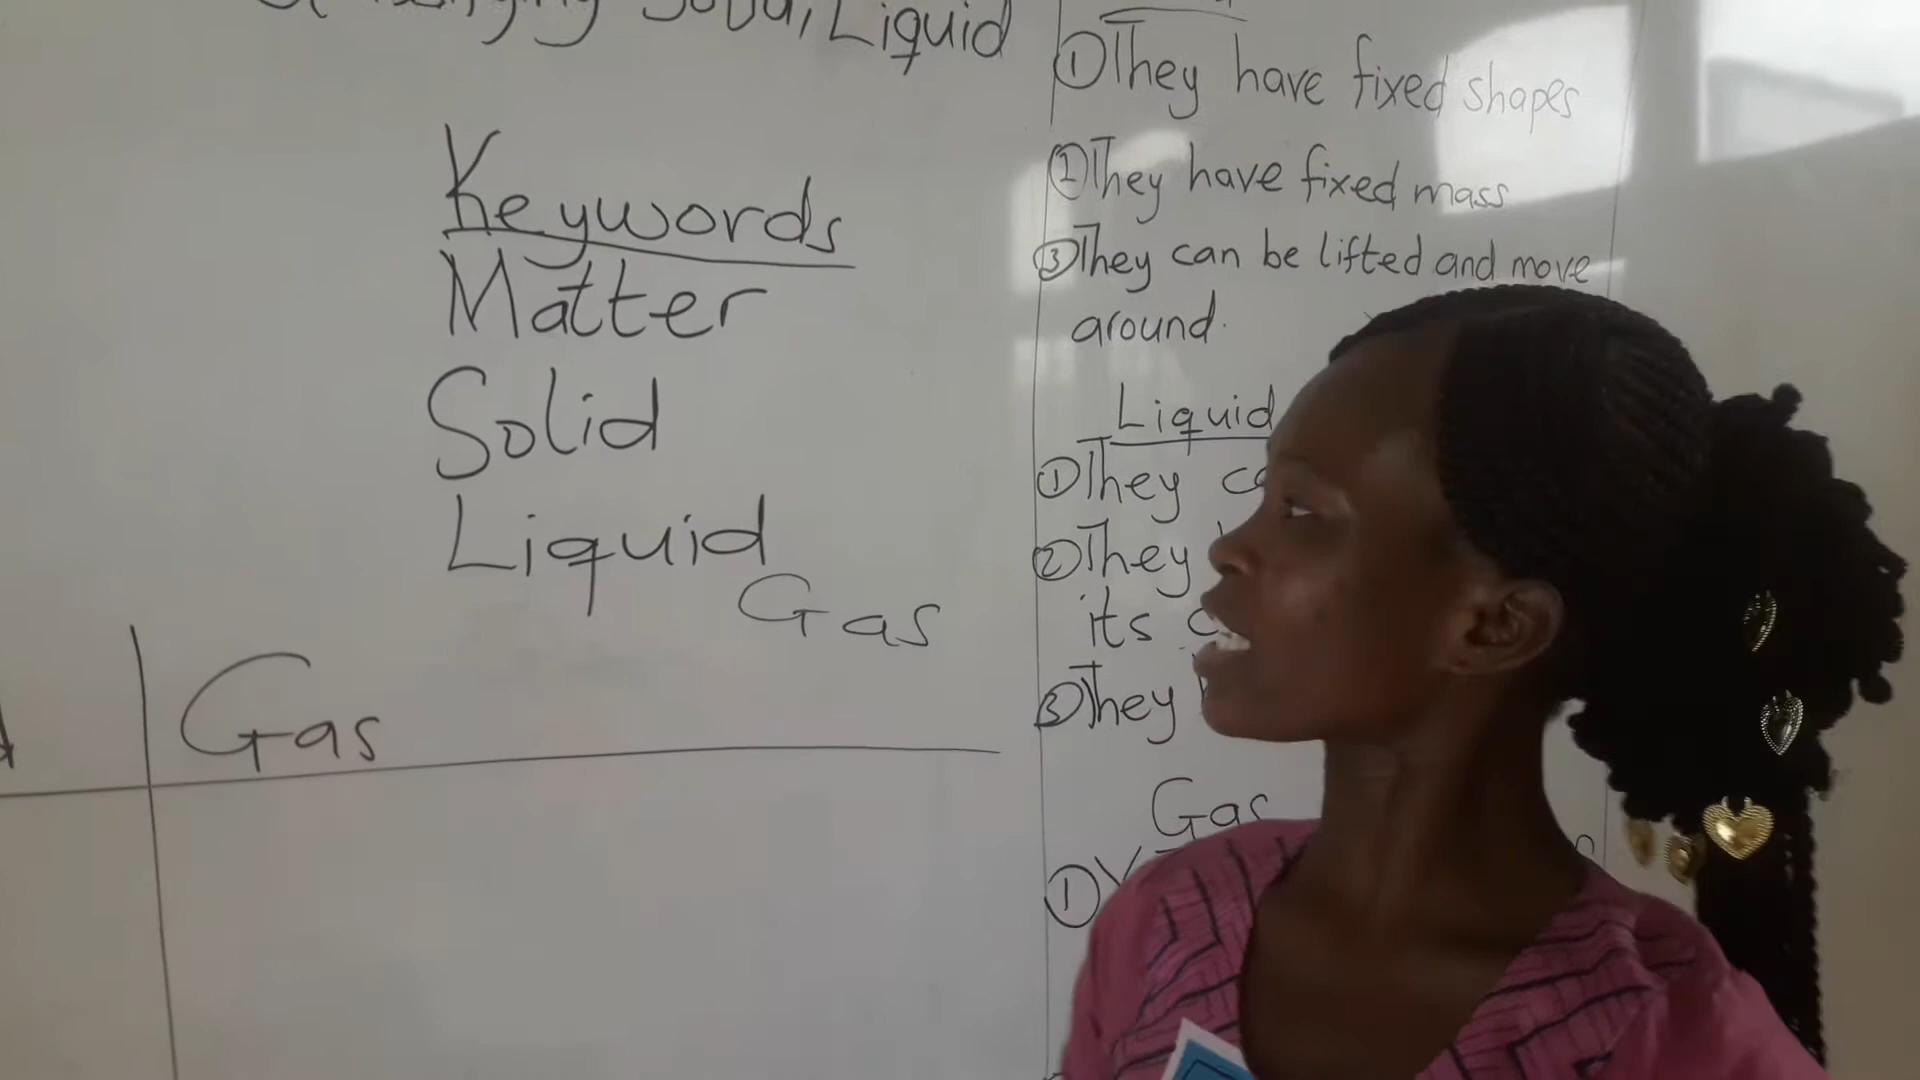 Solid, Liquid
Keywords
Matter
Solid
Liquid
Gas
Gas
① They have fixed shapes
② They have fixed mass
③ They can be lifted and move
around.
Liquid
① They
② They
its
③ They
Gas
①